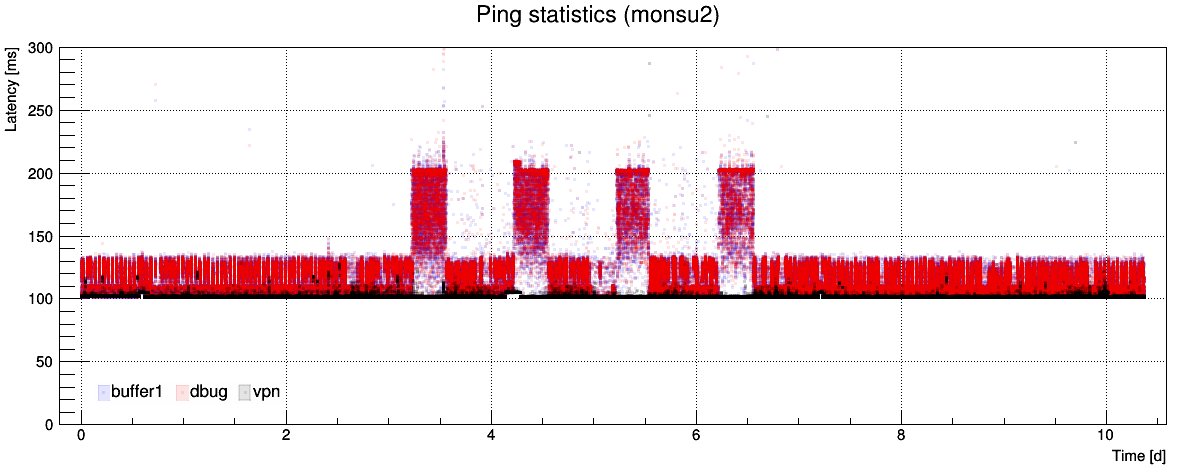 Ping statistics (monsu2)
Latency [ms]
300
250
200
150
100
50
0
buffer1 dbug vpn
0 2 4 6 8 10
Time [d]